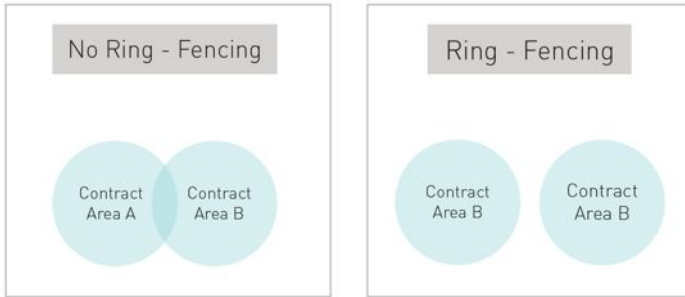 No Ring - Fencing
Contract
Area A
Contract
Area B
Ring - Fencing
Contract
Area B
Contract
Area B